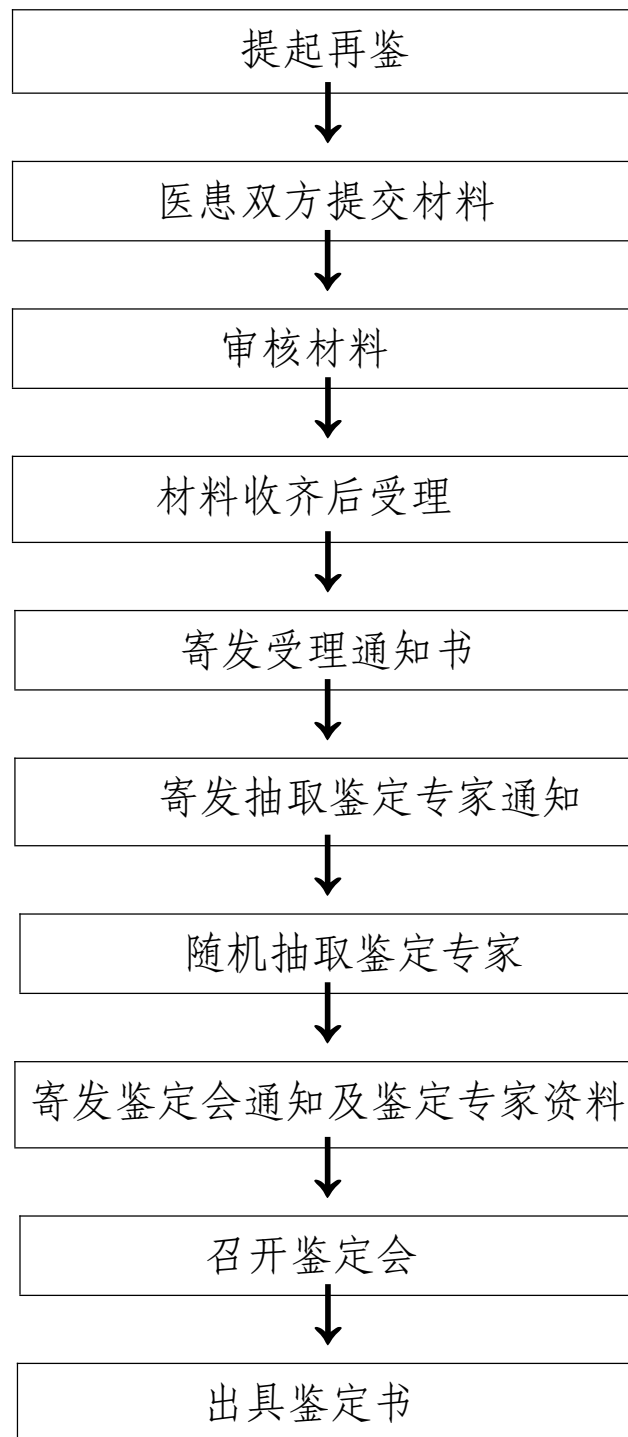 提起再鉴
医患双方提交材料
审核材料
材料收齐后受理
寄发受理通知书
寄发抽取鉴定专家通知
随机抽取鉴定专家
寄发鉴定会通知及鉴定专家资料
召开鉴定会
出具鉴定书